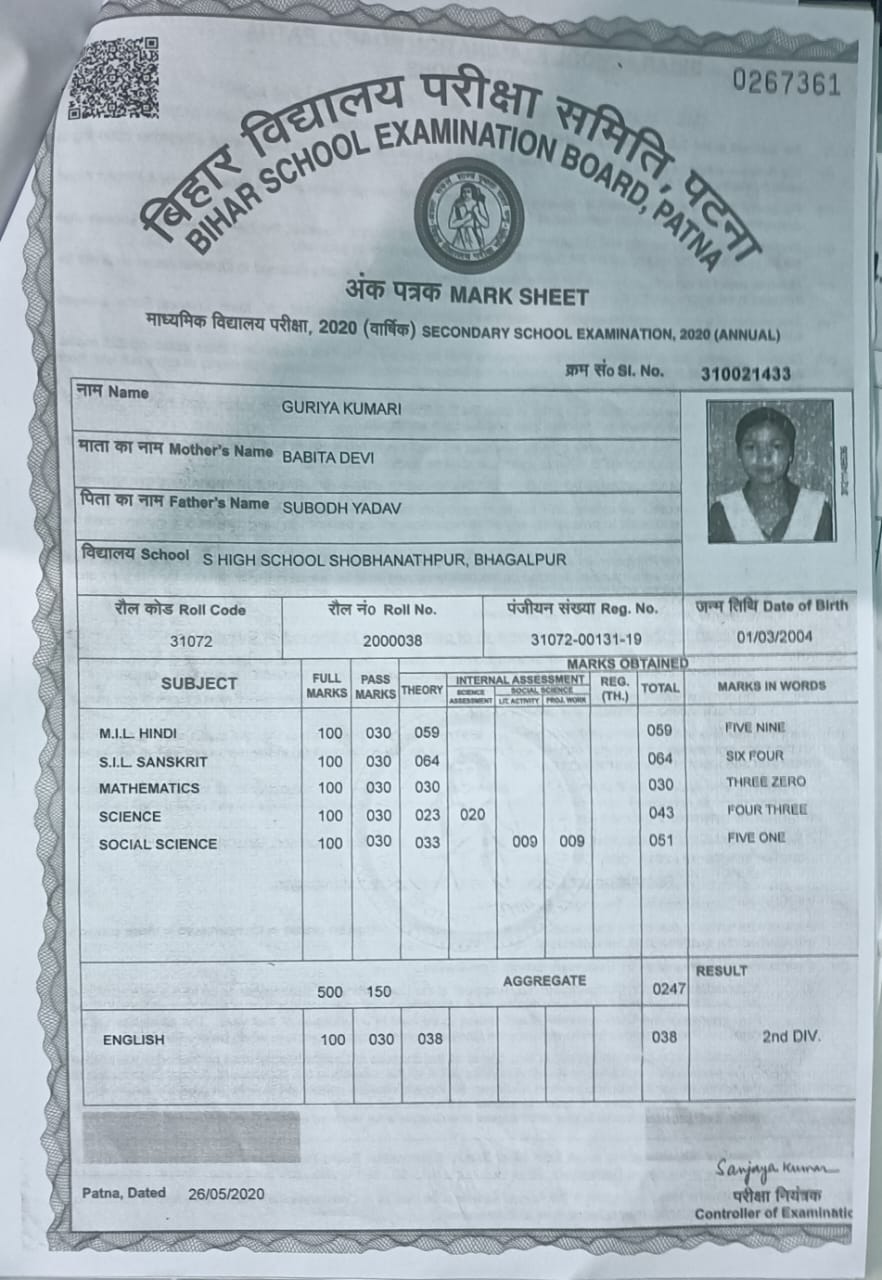 0267361
बिहार विद्यालय परीक्षा समिति, पटना
BIHAR SCHOOL EXAMINATION BOARD, PATNA
अंक पत्रक MARK SHEET
माध्यमिक विद्यालय परीक्षा, 2020 (वार्षिक) SECONDARY SCHOOL EXAMINATION, 2020 (ANNUAL)
क्रम सं० Sl. No. 310021433
नाम Name GURIYA KUMARI
माता का नाम Mother's Name BABITA DEVI
पिता का नाम Father's Name SUBODH YADAV
विद्यालय School S HIGH SCHOOL SHOBHANATHPUR, BHAGALPUR
रौल कोड Roll Code रौल नं० Roll No. पंजीयन संख्या Reg. No. जन्म तिथि Date of Birth
31072 2000038 31072-00131-19 01/03/2004
MARKS OBTAINED
SUBJECT FULL MARKS PASS MARKS THEORY INTERNAL ASSESSMENT SCIENCE ASSESSMENT SOCIAL SCIENCE LIT. ACTIVITY PROJ. WORK REG. (TH.) TOTAL MARKS IN WORDS
M.I.L. HINDI 100 030 059 059 FIVE NINE
S.I.L. SANSKRIT 100 030 064 064 SIX FOUR
MATHEMATICS 100 030 030 030 THREE ZERO
SCIENCE 100 030 023 020 043 FOUR THREE
SOCIAL SCIENCE 100 030 033 009 009 051 FIVE ONE
500 150 AGGREGATE 0247 RESULT
ENGLISH 100 030 038 038 2nd DIV.
Sanjaya Kumar
Patna, Dated 26/05/2020 परीक्षा नियंत्रक
Controller of Examinatio